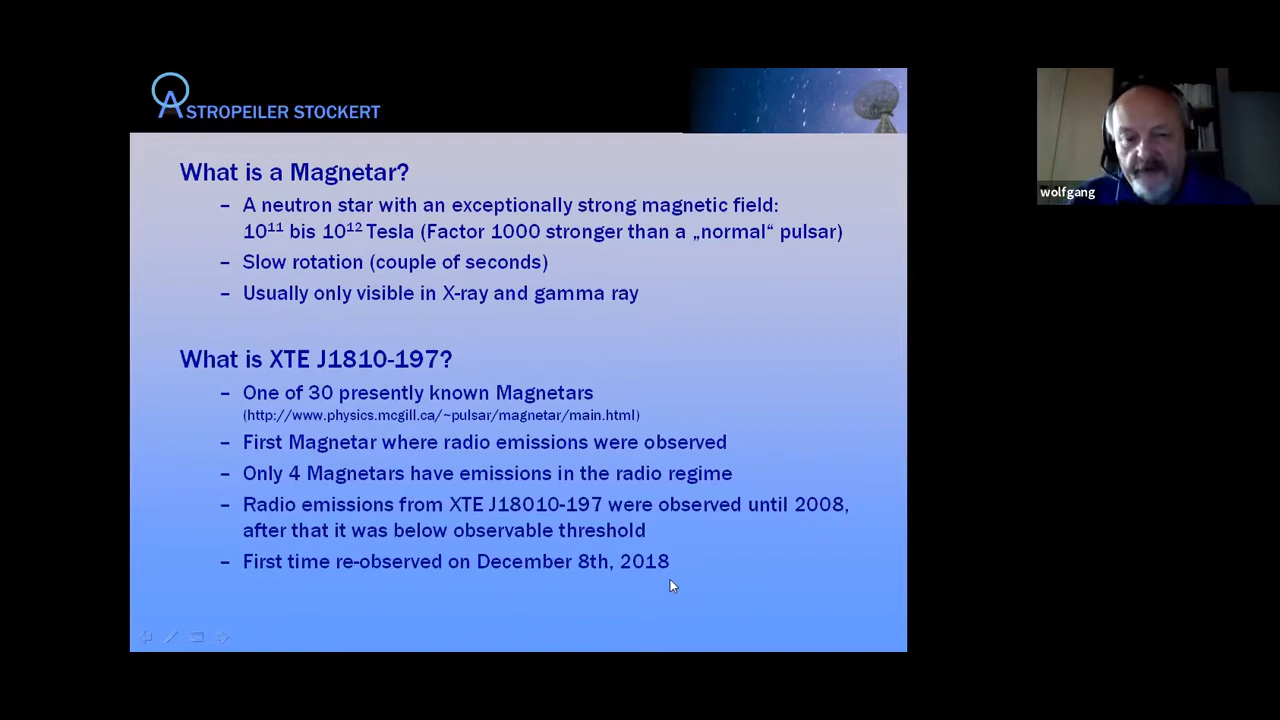 ASTROPEILER STOCKERT
wolfgang
What is a Magnetar?
– A neutron star with an exceptionally strong magnetic field:
10¹¹ bis 10¹² Tesla (Factor 1000 stronger than a „normal“ pulsar)
– Slow rotation (couple of seconds)
– Usually only visible in X-ray and gamma ray
What is XTE J1810-197?
– One of 30 presently known Magnetars
(http://www.physics.mcgill.ca/~pulsar/magnetar/main.html)
– First Magnetar where radio emissions were observed
– Only 4 Magnetars have emissions in the radio regime
– Radio emissions from XTE J18010-197 were observed until 2008,
after that it was below observable threshold
– First time re-observed on December 8th, 2018